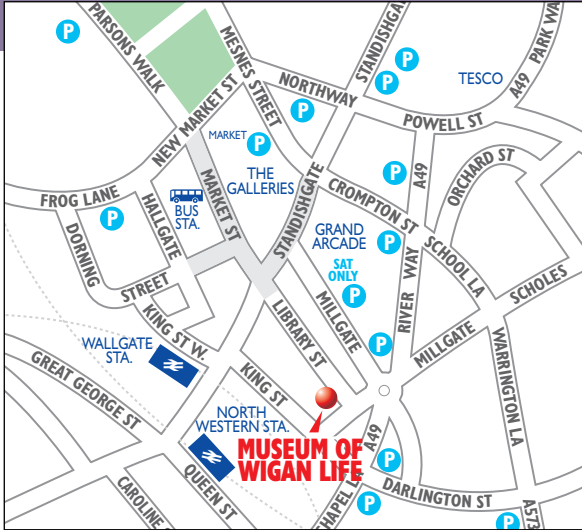 P
PARSONS WALK
MESNES STREET
STANDISHGATE
P
P
TESCO
A49
PARK WA
NORTHWAY
P
POWELL ST
NEW MARKET ST
MARKET P
THE
GALLERIES
MARKET ST
STANDISHGATE
P
A49
ORCHARD ST
CROMPTON ST
FROG LANE
P
HALLGATE
BUS
STA.
DORNING
STREET
GRAND
ARCADE
P
SAT
ONLY
P
SCHOOL LA
RIVER WAY
SCHOLES
KING ST W.
LIBRARY ST
MILLGATE
P
MILLGATE
WARRINGTON LA
WALLGATE
STA.
GREAT GEORGE ST
KING ST
NORTH
WESTERN STA.
MUSEUM OF
WIGAN LIFE
A49
P
QUEEN ST
CAROLINE
CHAPEL L
P
DARLINGTON ST
P
A573